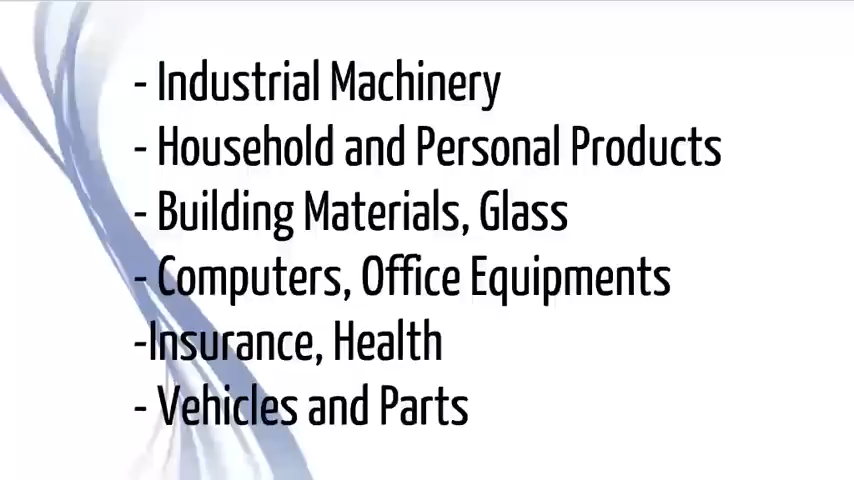 - Industrial Machinery
- Household and Personal Products
- Building Materials, Glass
- Computers, Office Equipments
-Insurance, Health
- Vehicles and Parts